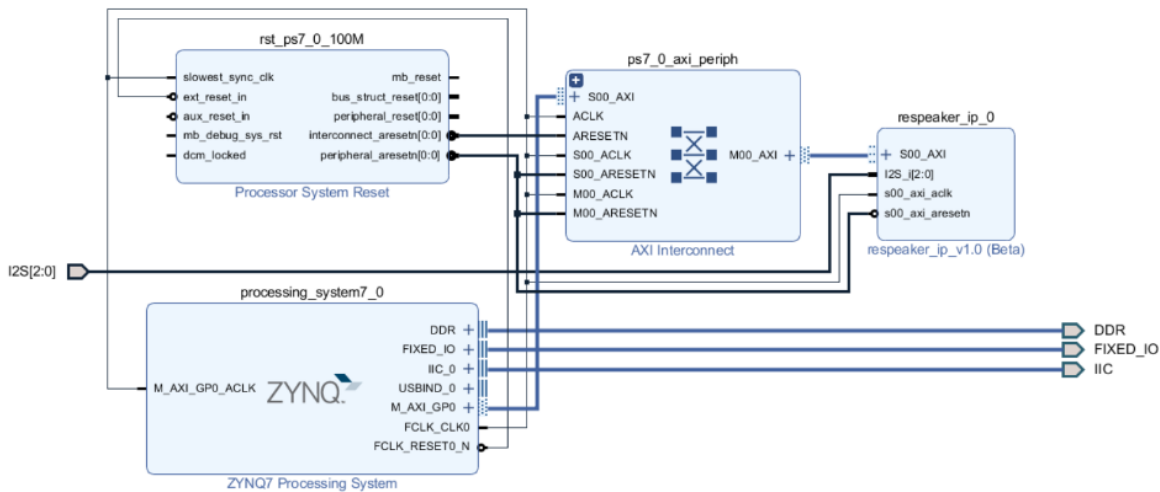 rst_ps7_0_100M
slowest_sync_clk
ext_reset_in
aux_reset_in
mb_debug_sys_rst
dcm_locked
mb_reset
bus_struct_reset[0:0]
peripheral_reset[0:0]
interconnect_aresetn[0:0]
peripheral_aresetn[0:0]
Processor System Reset
ps7_0_axi_periph
S00_AXI
ACLK
ARESETN
S00_ACLK
S00_ARESETN
M00_ACLK
M00_ARESETN
M00_AXI
AXI Interconnect
respeaker_ip_0
S00_AXI
I2S_i[2:0]
s00_axi_aclk
s00_axi_aresetn
respeaker_ip_v1.0 (Beta)
I2S[2:0]
processing_system7_0
M_AXI_GP0_ACLK
ZYNQ
DDR
FIXED_IO
IIC_0
USBIND_0
M_AXI_GP0
FCLK_CLK0
FCLK_RESET0_N
ZYNQ7 Processing System
DDR
FIXED_IO
IIC